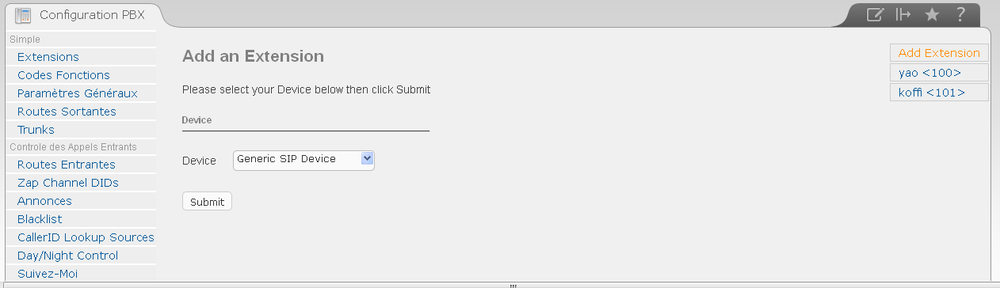 Configuration PBX
?
Simple
Extensions
Codes Fonctions
Paramètres Généraux
Routes Sortantes
Trunks
Controle des Appels Entrants
Routes Entrantes
Zap Channel DIDs
Annonces
Blacklist
CallerID Lookup Sources
Day/Night Control
Suivez-Moi
Add an Extension
Please select your Device below then click Submit
Device
Device Generic SIP Device
Submit
Add Extension
yao <100>
koffi <101>